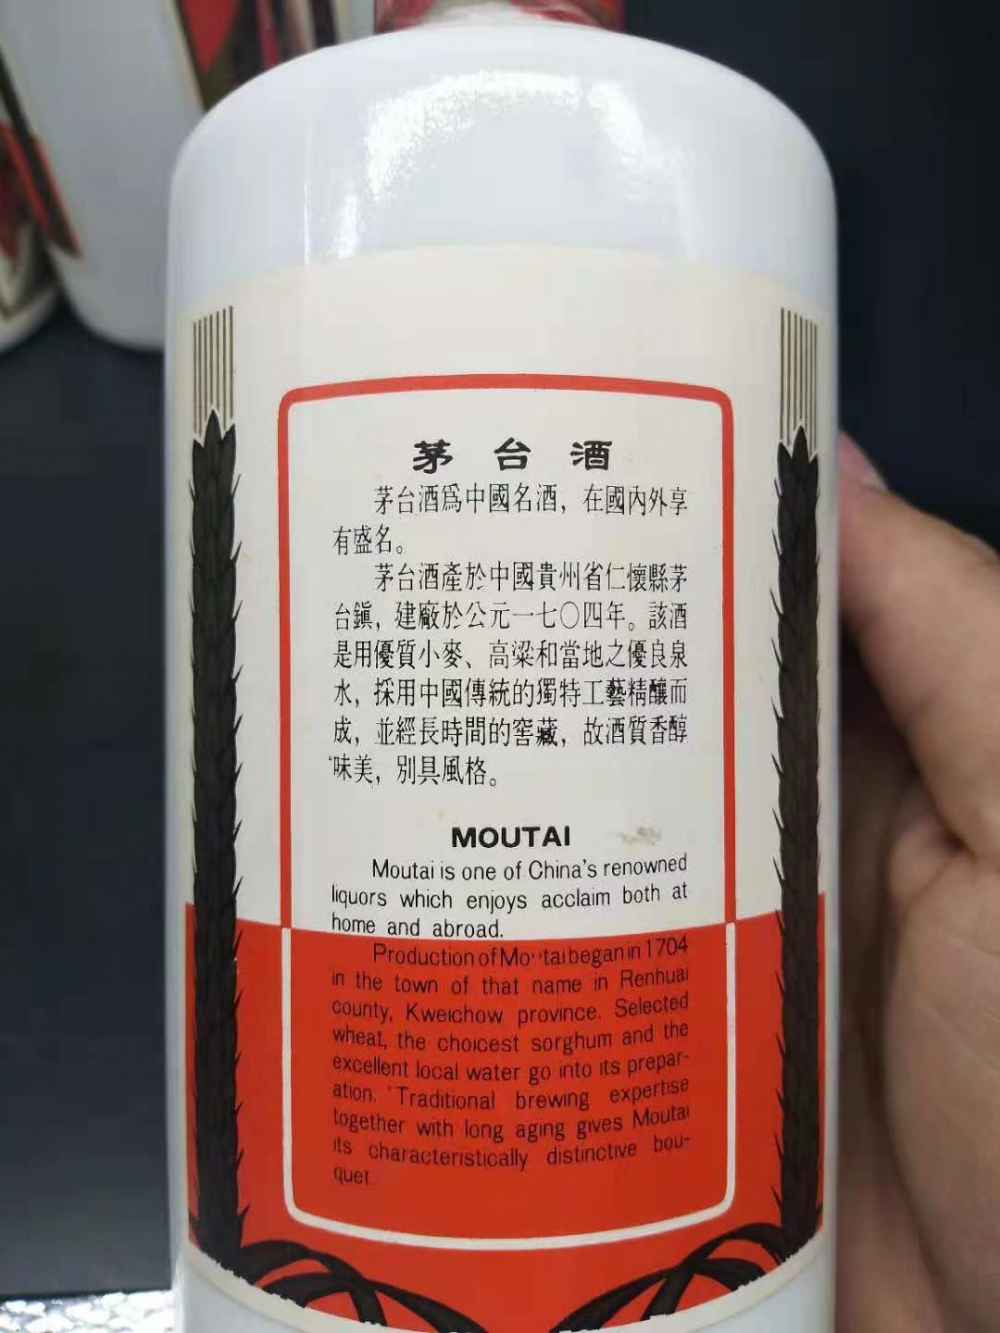 茅台酒
茅台酒爲中國名酒，在國內外享
有盛名。
茅台酒產於中國貴州省仁懷縣茅
台鎭，建廠於公元一七〇四年。該酒
是用優質小麥、高粱和當地之優良泉
水，採用中國傳統的獨特工藝精釀而
成，並經長時間的窖藏，故酒質香醇
味美，別具風格。
MOUTAI
Moutai is one of China's renowned
liquors which enjoys acclaim both at
home and abroad.
Production of Moutai began in 1704
in the town of that name in Renhuai
county, Kweichow province. Selected
wheat, the choicest sorghum and the
excellent local water go into its prepar-
ation. Traditional brewing expertise
together with long aging gives Moutai
its characteristically distinctive bou-
quet